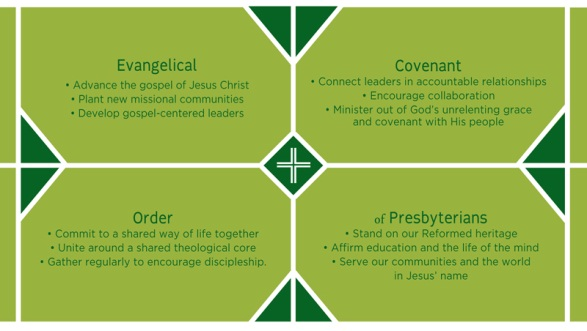 Evangelical
• Advance the gospel of Jesus Christ
• Plant new missional communities
• Develop gospel-centered leaders
Covenant
• Connect leaders in accountable relationships
• Encourage collaboration
• Minister out of God's unrelenting grace
and covenant with His people
Order
• Commit to a shared way of life together
• Unite around a shared theological core
• Gather regularly to encourage discipleship.
of Presbyterians
• Stand on our Reformed heritage
• Affirm education and the life of the mind
• Serve our communities and the world
in Jesus' name